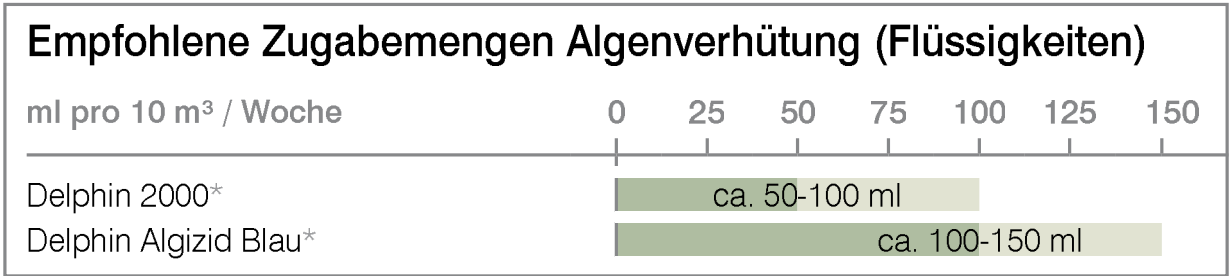 Empfohlene Zugabemengen Algenverhütung (Flüssigkeiten)
ml pro 10 m³ / Woche 0 25 50 75 100 125 150
Delphin 2000* ca. 50-100 ml
Delphin Algizid Blau* ca. 100-150 ml